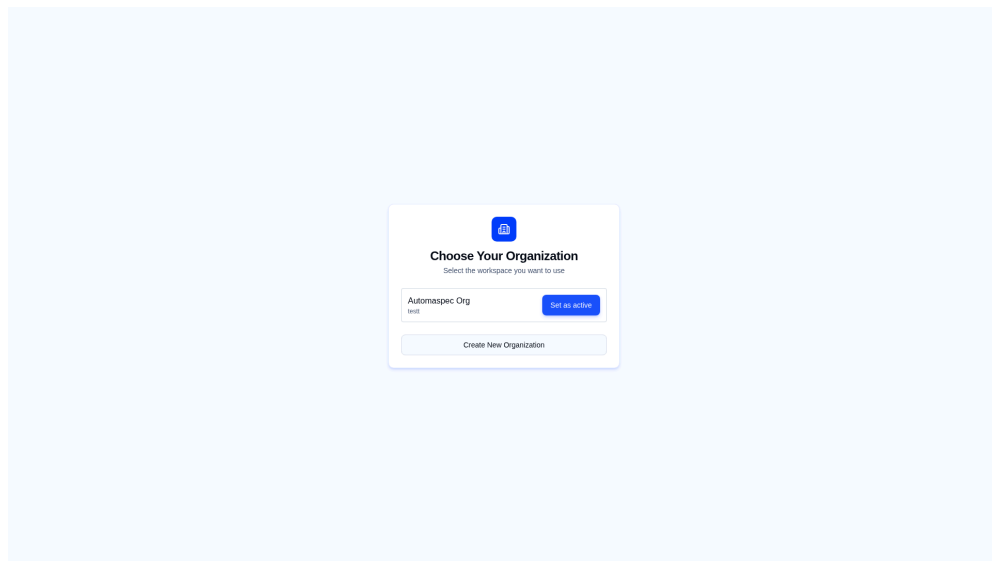 Choose Your Organization
Select the workspace you want to use
Automaspec Org
testt
Set as active
Create New Organization